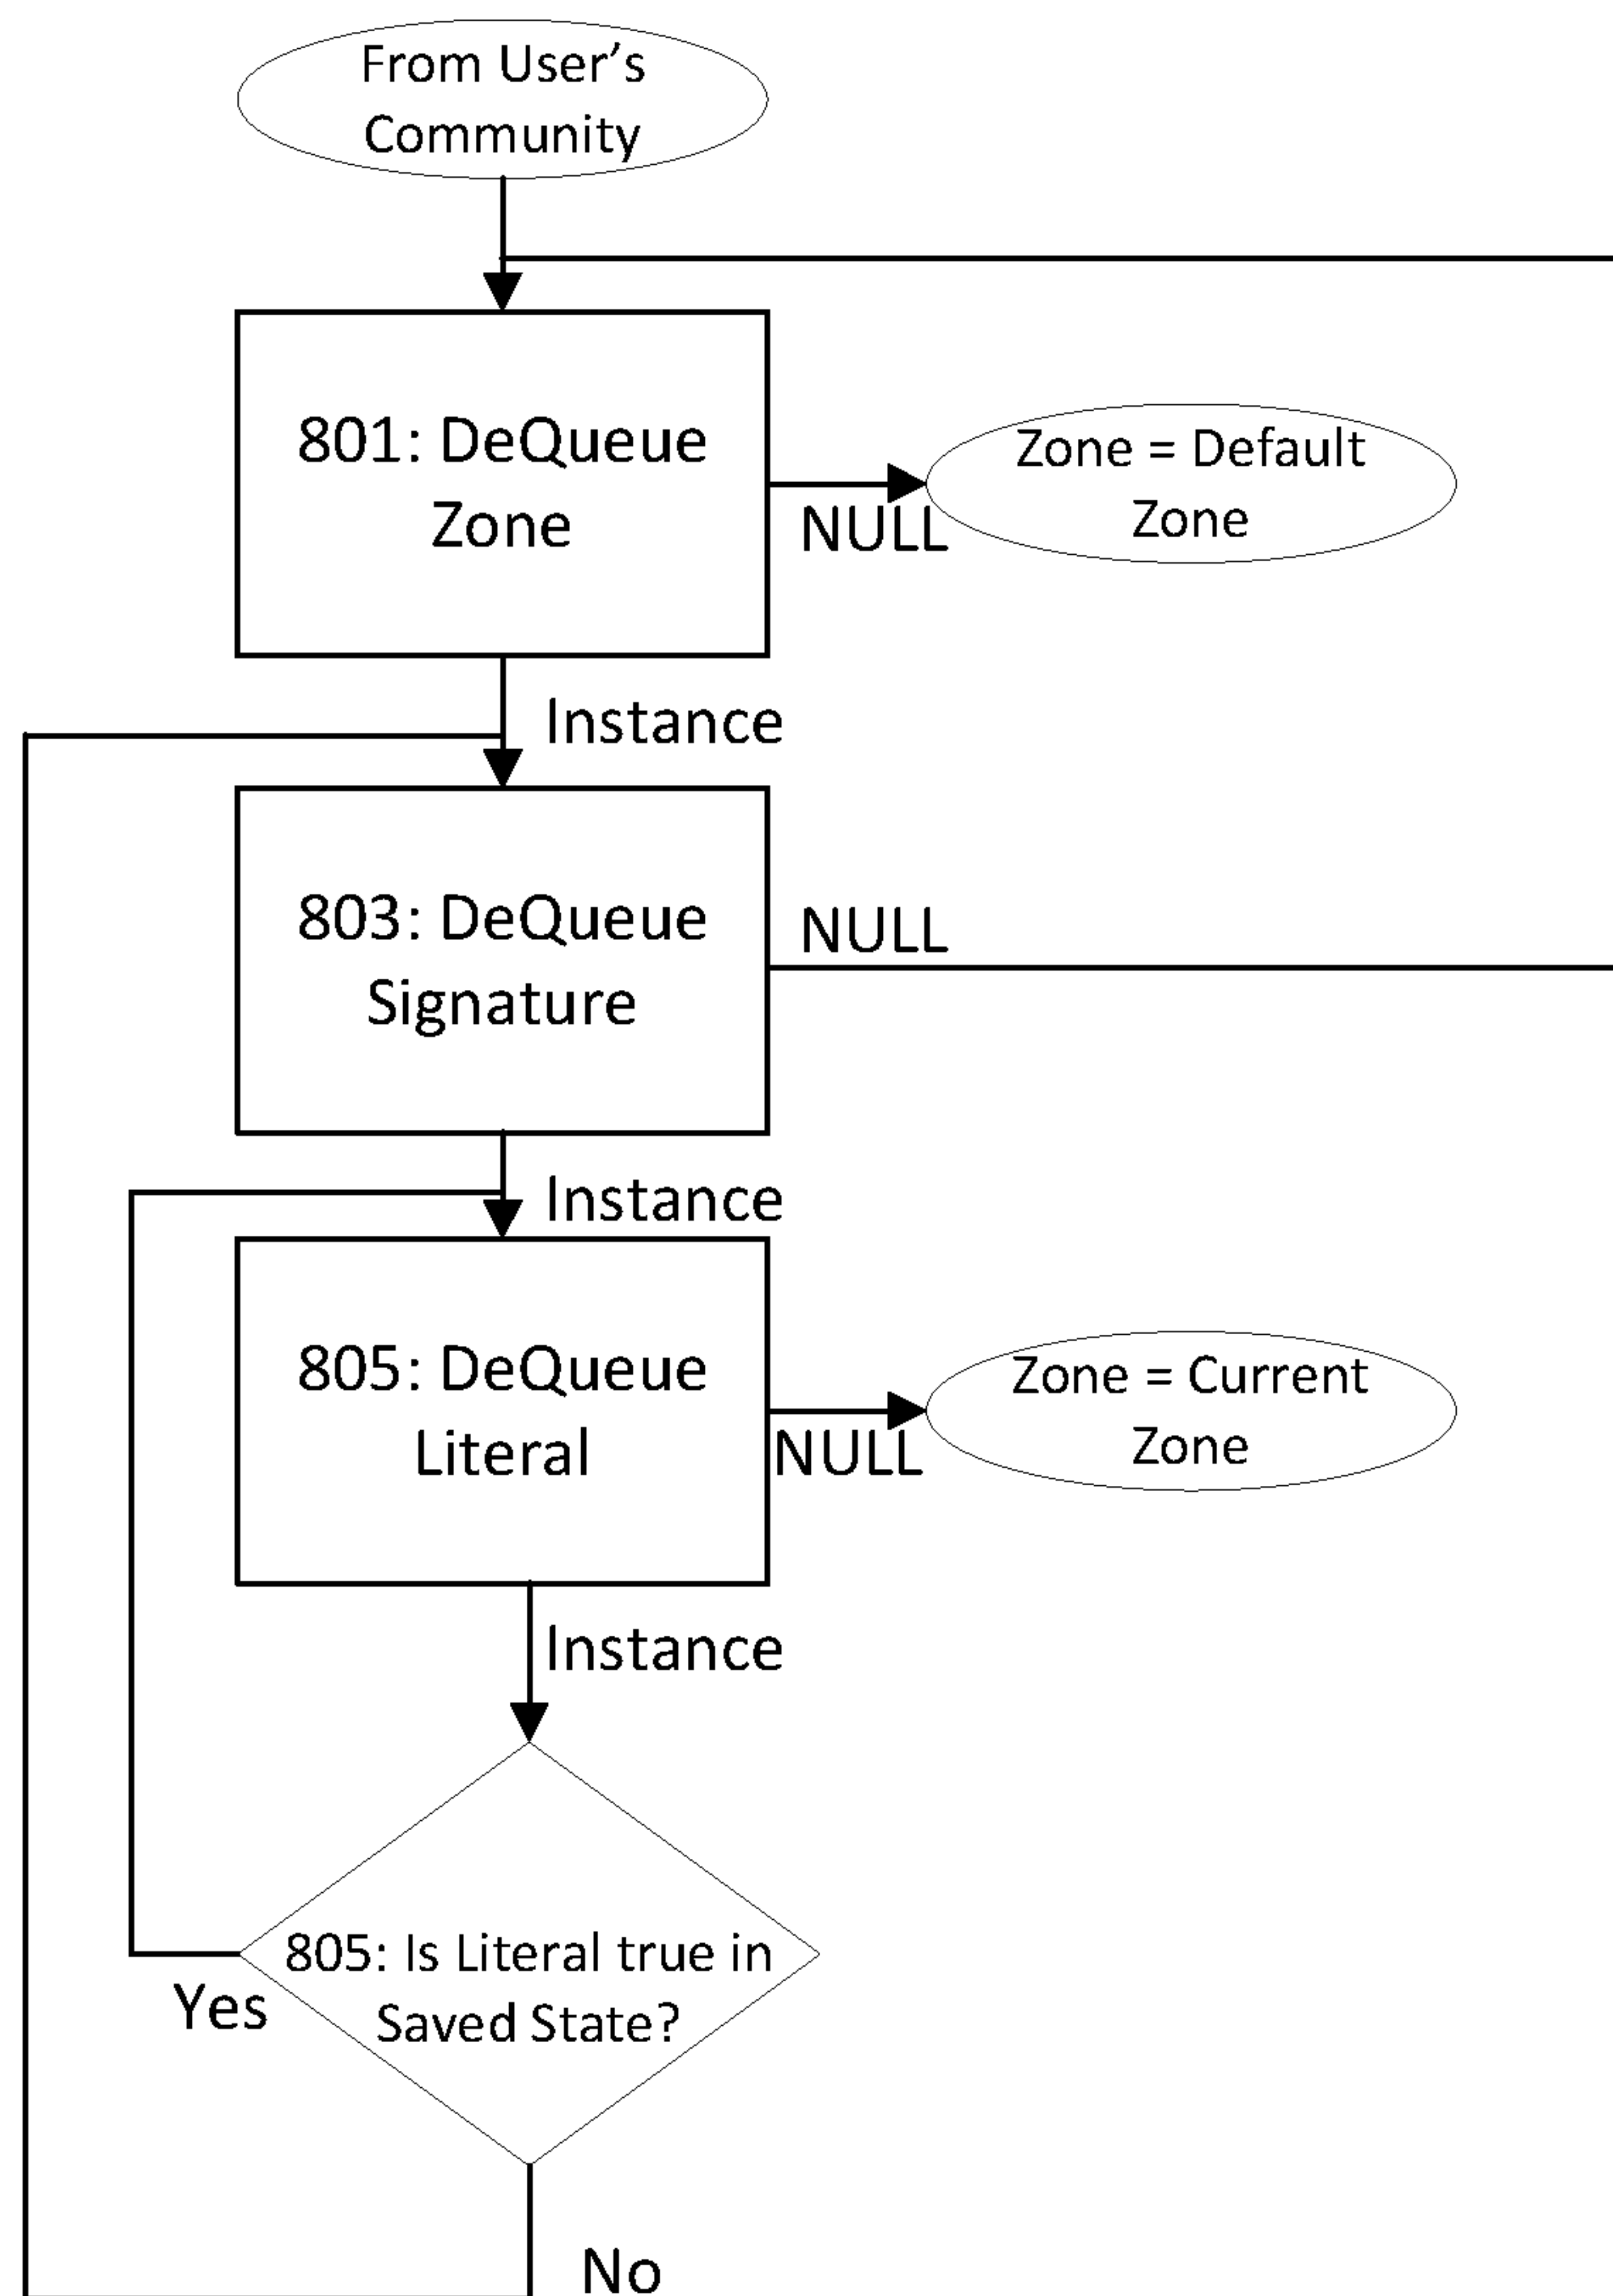 From User’s
Community
801: DeQueue
Zone
NULL
Zone = Default
Zone
Instance
803: DeQueue
Signature
NULL
Instance
805: DeQueue
Literal
NULL
Zone = Current
Zone
Instance
805: Is Literal true in
Saved State?
Yes
No